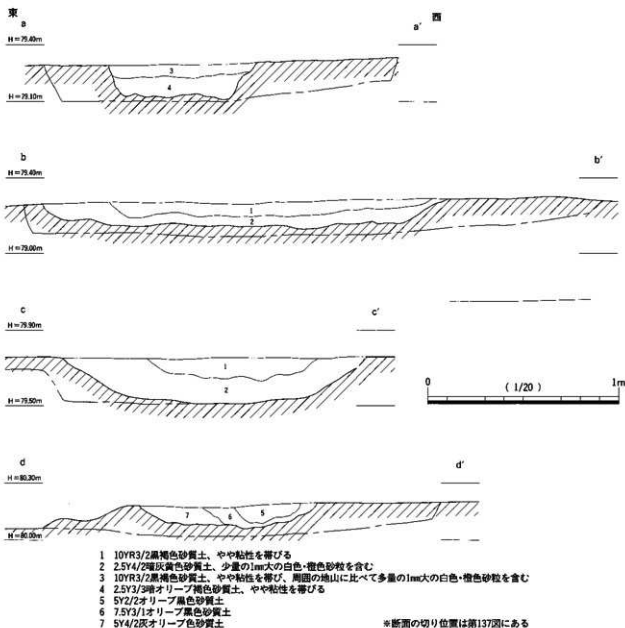 東
a
a' 西
H=79.40m
3
4
H=79.10m
b
b'
H=79.40m
1
2
H=79.00m
c
c'
H=79.90m
1
2
H=79.50m
0 (1/20) 1m
d
d'
H=80.30m
7 6 5
H=80.00m
1 10YR3/2黒褐色砂質土、やや粘性を帯びる
2 2.5Y4/2暗灰黄色砂質土、少量の1mm大の白色・橙色砂粒を含む
3 10YR3/2黒褐色砂質土、やや粘性を帯び、周囲の地山に比べて多量の1mm大の白色・橙色砂粒を含む
4 2.5Y3/3暗オリーブ褐色砂質土、やや粘性を帯びる
5 5Y2/2オリーブ黒色砂質土
6 7.5Y3/1オリーブ黒色砂質土
7 5Y4/2灰オリーブ色砂質土
※断面の切り位置は第137図にある